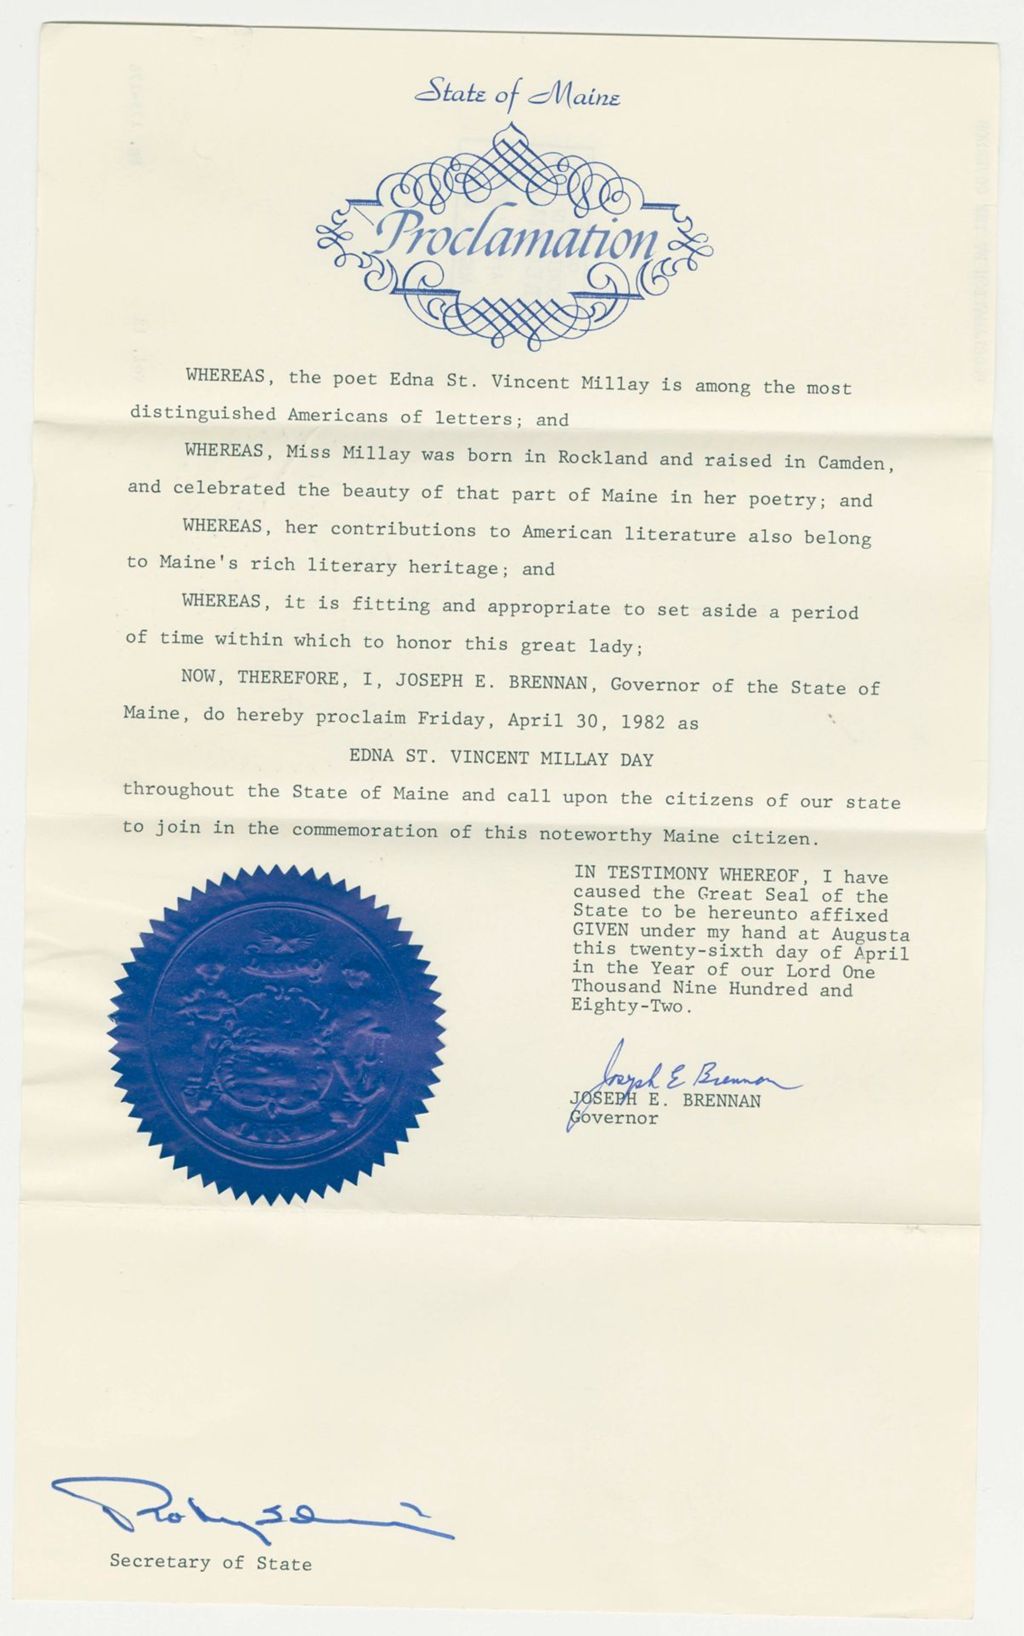 State of Maine
Proclamation
WHEREAS, the poet Edna St. Vincent Millay is among the most
distinguished Americans of letters; and
WHEREAS, Miss Millay was born in Rockland and raised in Camden,
and celebrated the beauty of that part of Maine in her poetry; and
WHEREAS, her contributions to American literature also belong
to Maine's rich literary heritage; and
WHEREAS, it is fitting and appropriate to set aside a period
of time within which to honor this great lady;
NOW, THEREFORE, I, JOSEPH E. BRENNAN, Governor of the State of
Maine, do hereby proclaim Friday, April 30, 1982 as
EDNA ST. VINCENT MILLAY DAY
throughout the State of Maine and call upon the citizens of our state
to join in the commemoration of this noteworthy Maine citizen.
IN TESTIMONY WHEREOF, I have
caused the Great Seal of the
State to be hereunto affixed
GIVEN under my hand at Augusta
this twenty-sixth day of April
in the Year of our Lord One
Thousand Nine Hundred and
Eighty-Two.
Joseph E Brennan
JOSEPH E. BRENNAN
Governor
Secretary of State